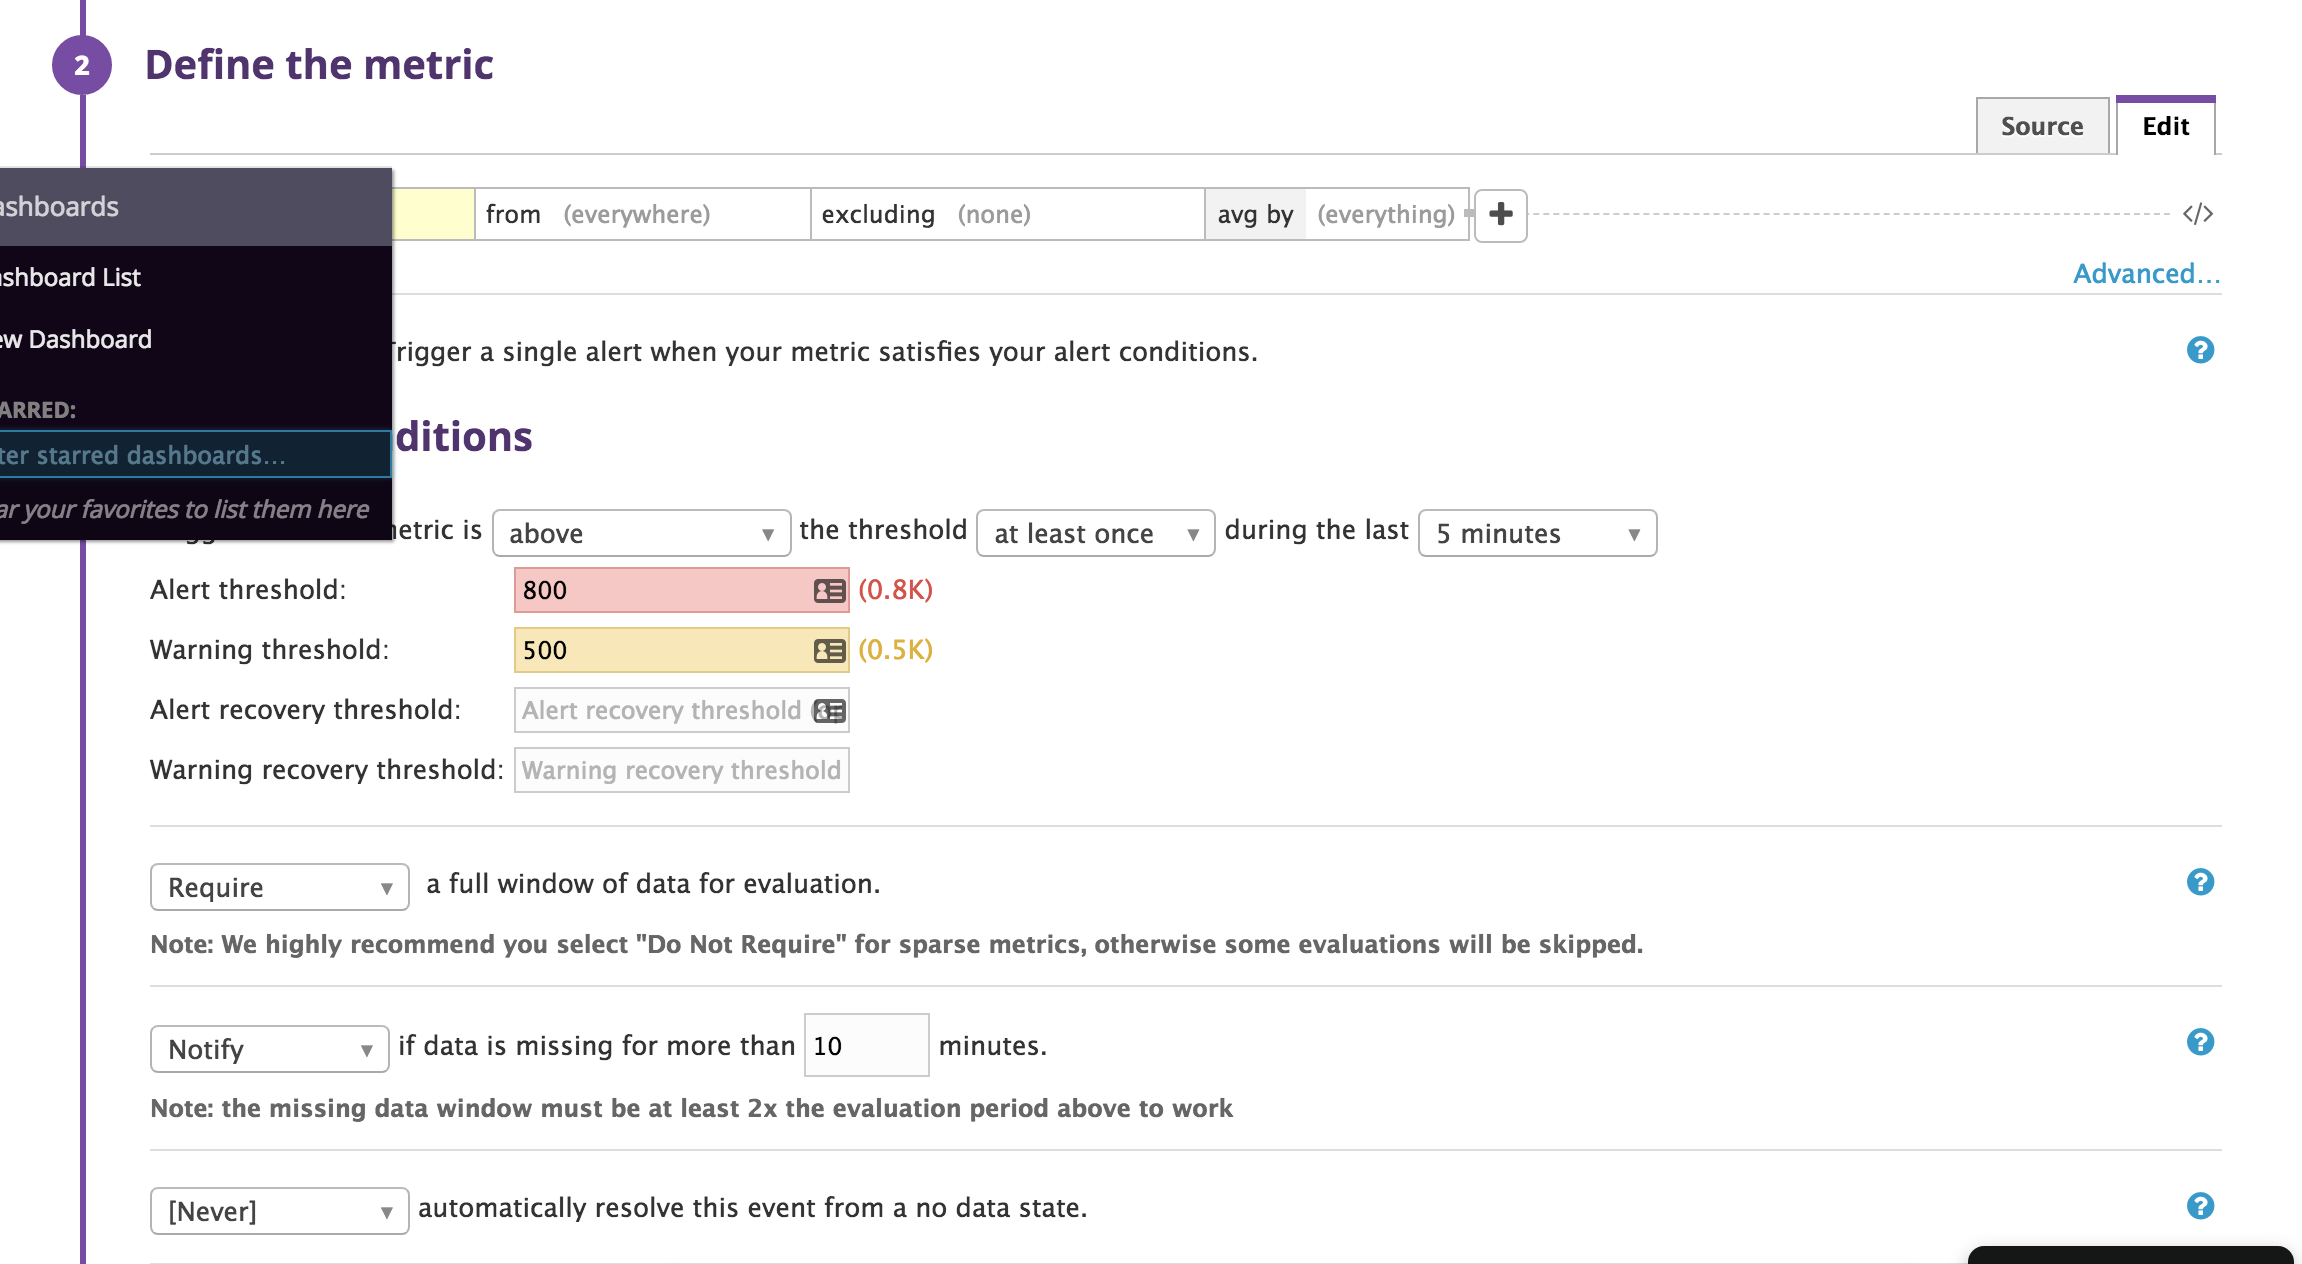 2 Define the metric
Source Edit
ashboards
from (everywhere) excluding (none) avg by (everything) + </>
shboard List
Advanced...
ew Dashboard
Trigger a single alert when your metric satisfies your alert conditions. ?
ARRED:
ditions
ter starred dashboards...
ar your favorites to list them here
etric is above the threshold at least once during the last 5 minutes
Alert threshold: 800 (0.8K)
Warning threshold: 500 (0.5K)
Alert recovery threshold: Alert recovery threshold
Warning recovery threshold: Warning recovery threshold
Require a full window of data for evaluation. ?
Note: We highly recommend you select "Do Not Require" for sparse metrics, otherwise some evaluations will be skipped.
Notify if data is missing for more than 10 minutes. ?
Note: the missing data window must be at least 2x the evaluation period above to work
[Never] automatically resolve this event from a no data state. ?